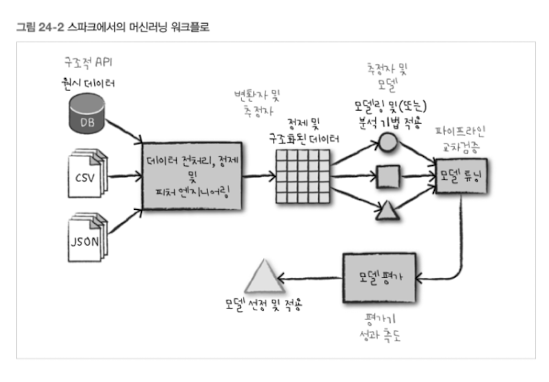 그림 24-2 스파크에서의 머신러닝 워크플로
구조적 API
원시 데이터
DB
CSV
JSON
데이터 전처리, 정제
및
피처 엔지니어링
변환자 및
추정자
정제 및
구조화된 데이터
추정자 및
모델
모델링 및(또는)
분석 기법 적용
파이프라인
교차검증
모델 튜닝
모델 평가
평가기
성과 측도
모델 선정 및 적용